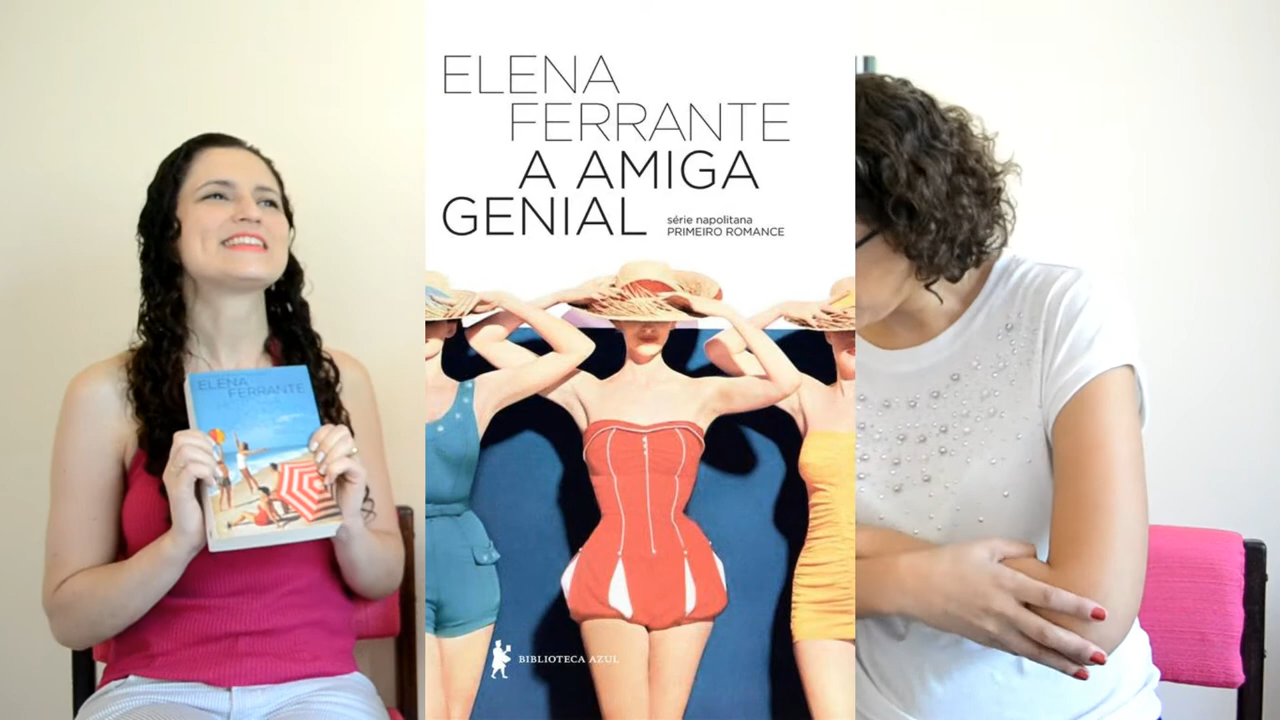 ELENA
FERRANTE
A AMIGA
GENIAL
série napolitana
PRIMEIRO ROMANCE
BIBLIOTECA AZUL
ELENA
FERRANTE